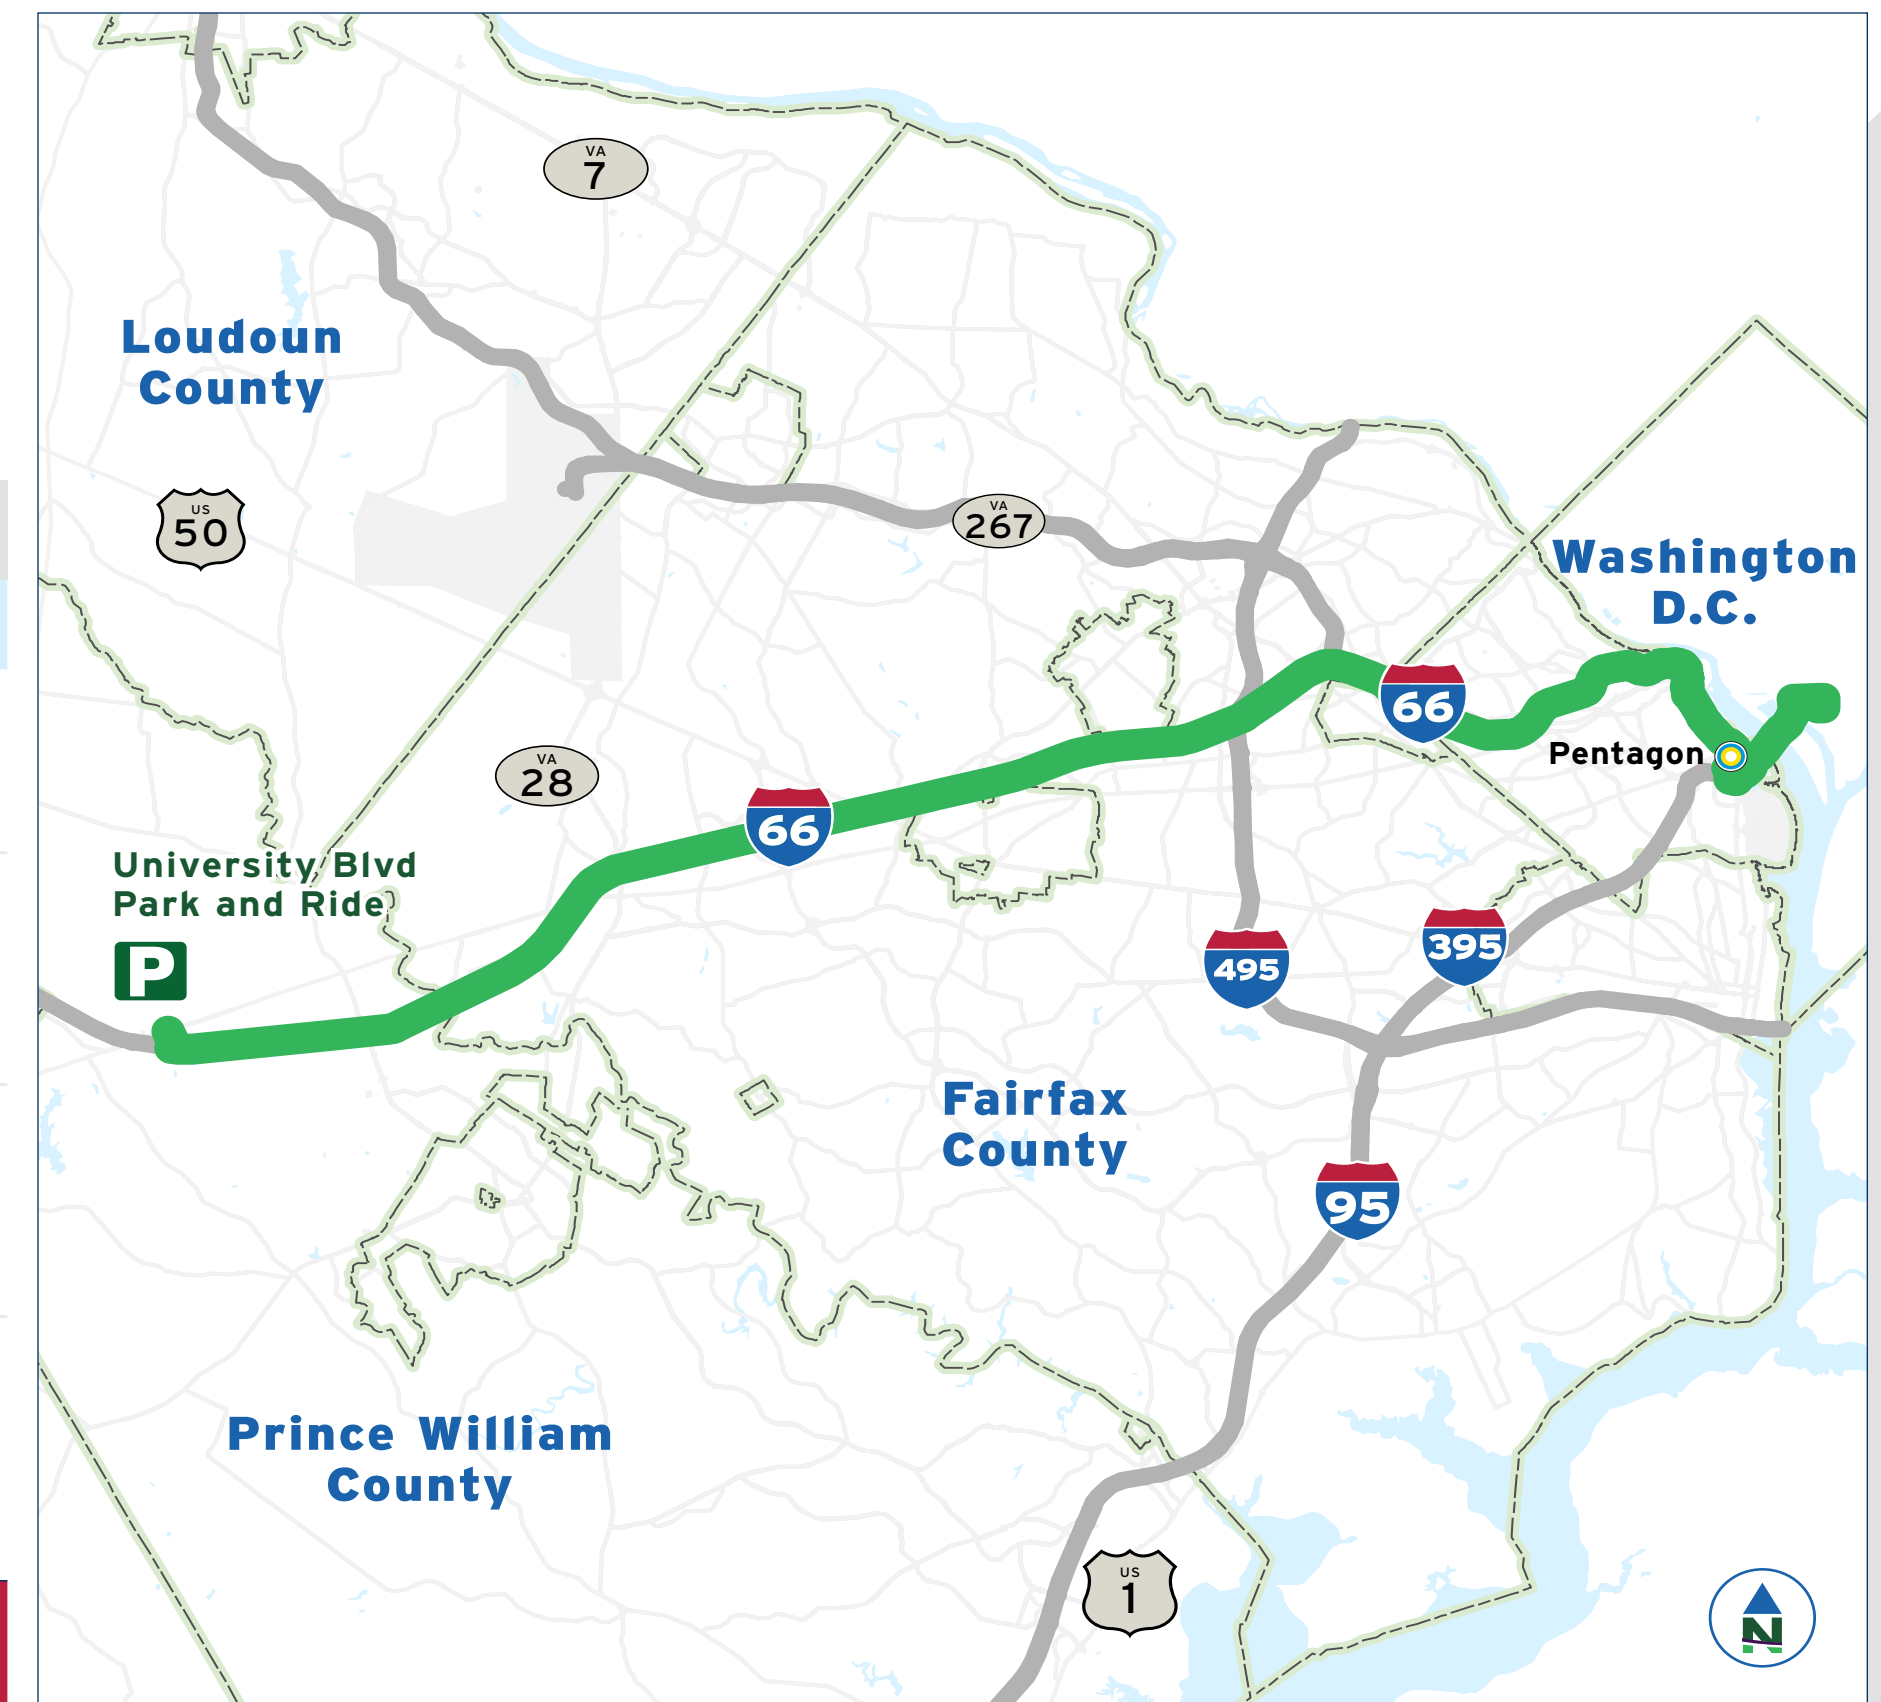 VA
7
Loudoun
County
US
50
VA
267
Washington
D.C.
66
Pentagon
VA
28
66
University Blvd
Park and Ride
P
395
495
Fairfax
County
95
Prince William
County
US
1
N